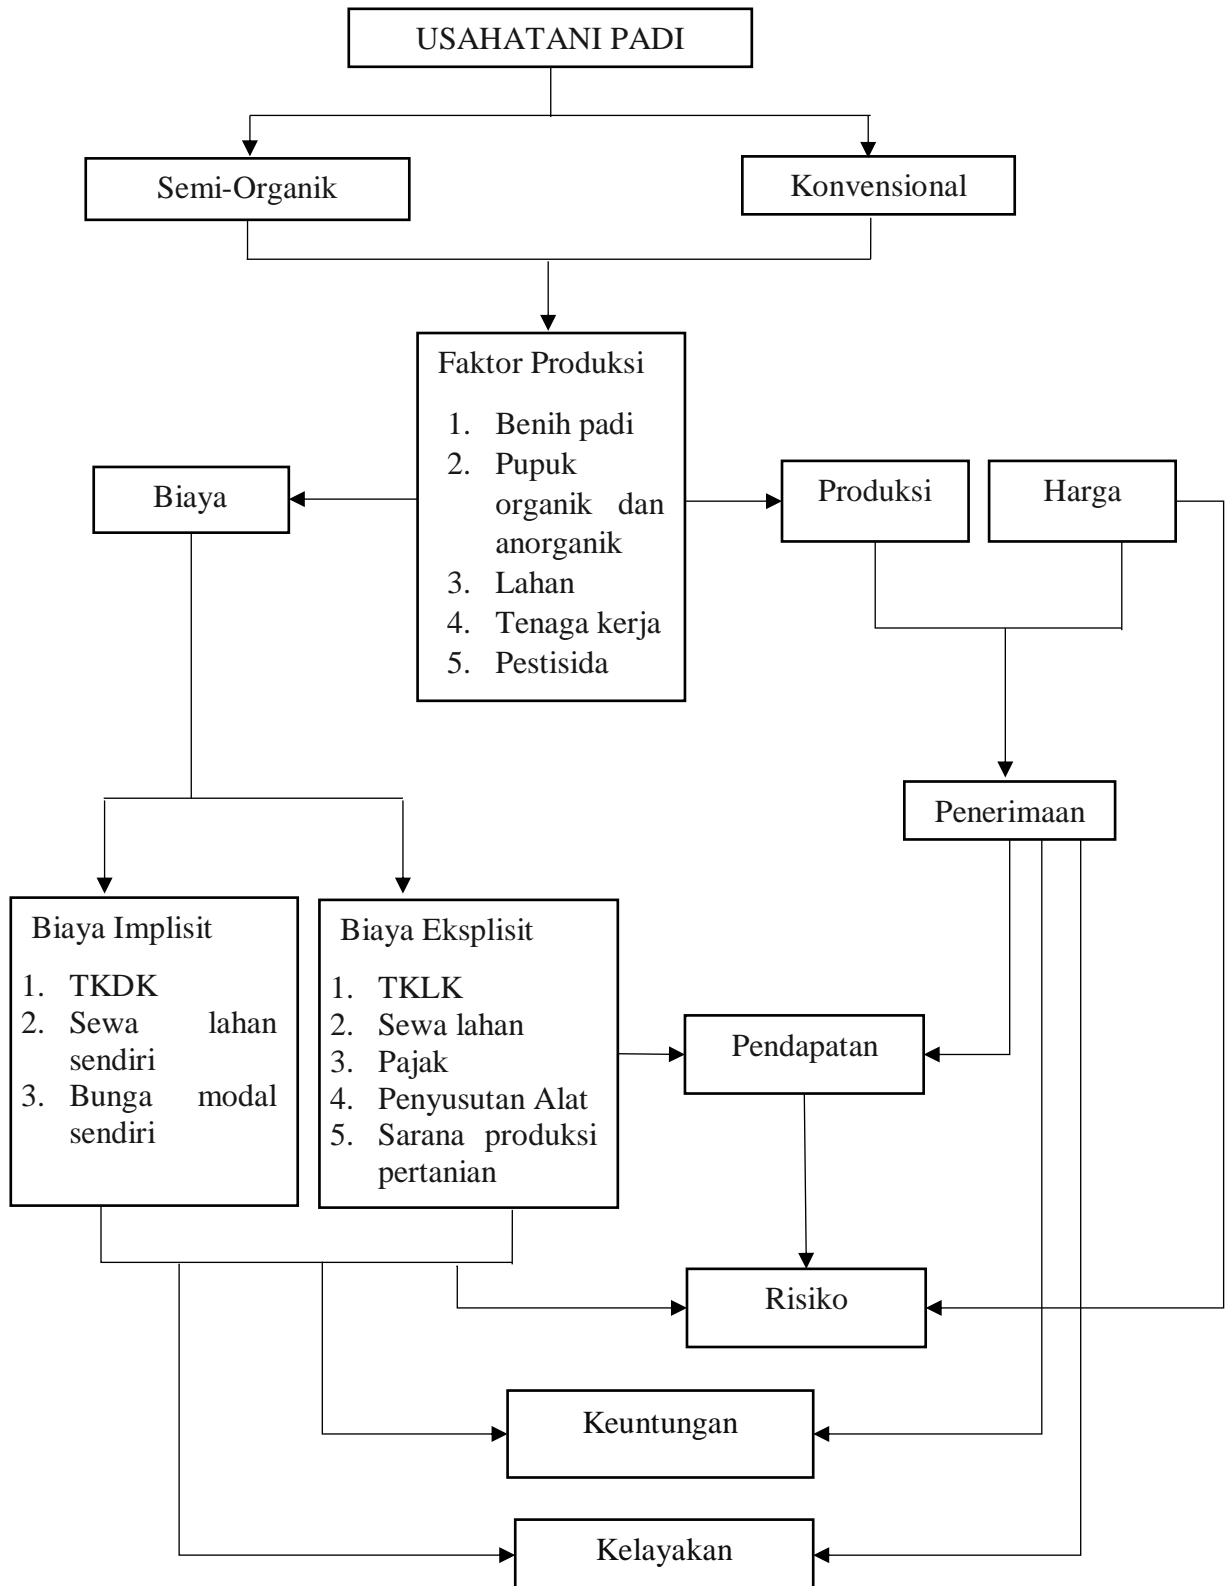 USAHATANI PADI
Semi-Organik
Konvensional
Faktor Produksi
1. Benih padi
2. Pupuk
organik dan
anorganik
3. Lahan
4. Tenaga kerja
5. Pestisida
Biaya
Produksi
Harga
Penerimaan
Biaya Implisit
1. TKDK
2. Sewa lahan
sendiri
3. Bunga modal
sendiri
Biaya Eksplisit
1. TKLK
2. Sewa lahan
3. Pajak
4. Penyusutan Alat
5. Sarana produksi
pertanian
Pendapatan
Risiko
Keuntungan
Kelayakan